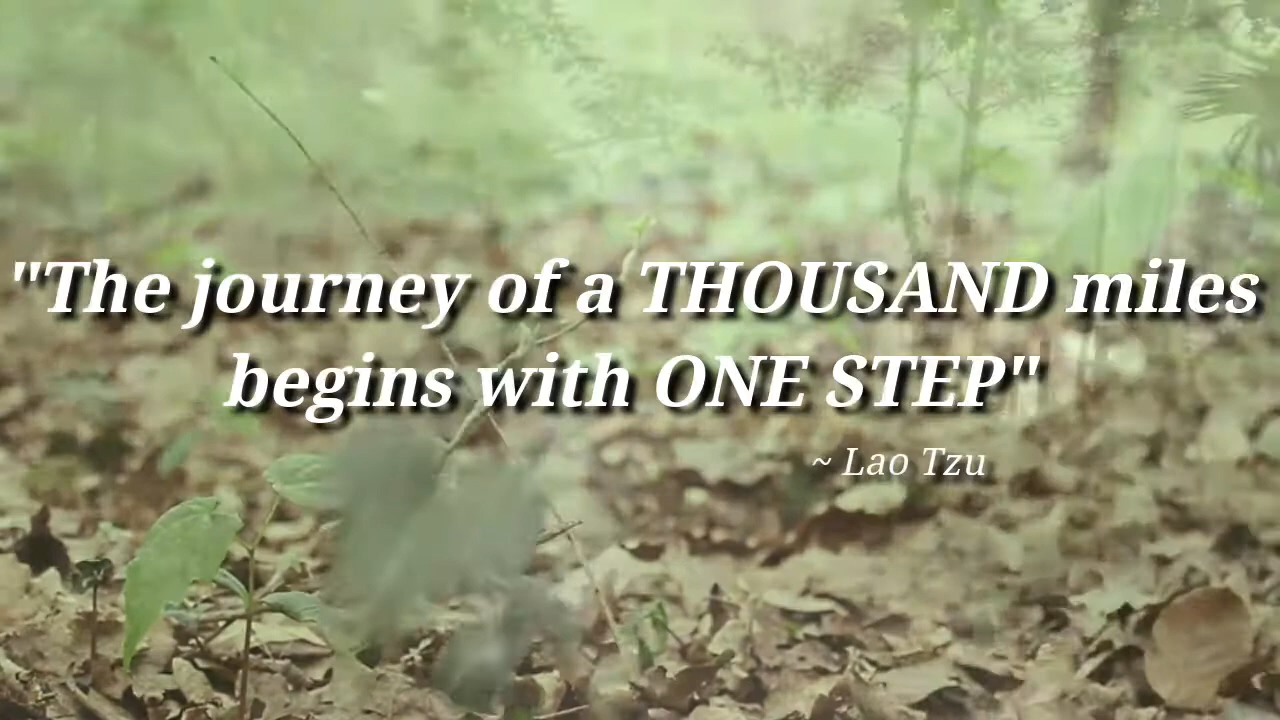 "The journey of a THOUSAND miles
begins with ONE STEP"
~ Lao Tzu